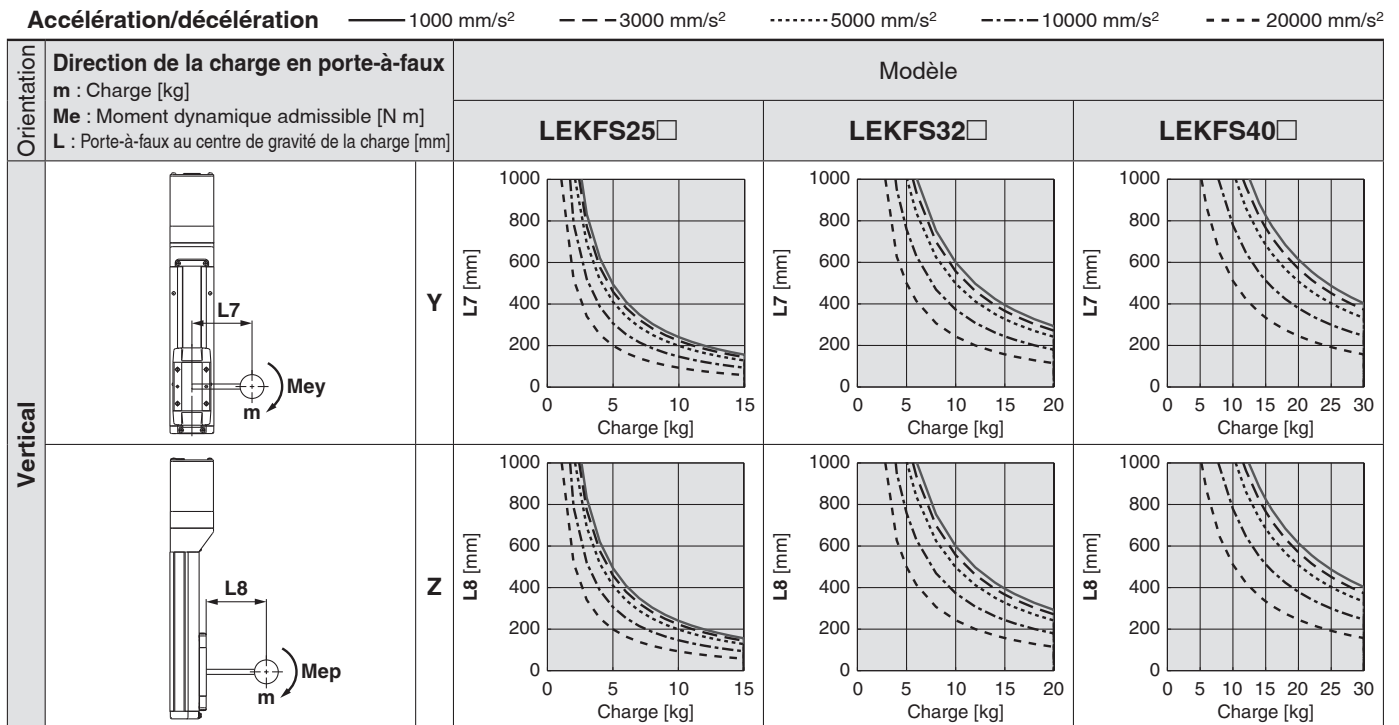 Accélération/décélération 1000 mm/s² 3000 mm/s² 5000 mm/s² 10000 mm/s² 20000 mm/s²
Orientation
Direction de la charge en porte-à-faux
m : Charge [kg]
Me : Moment dynamique admissible [N m]
L : Porte-à-faux au centre de gravité de la charge [mm]
Modèle
LEKFS25□ LEKFS32□ LEKFS40□
Vertical
L7
Mey
m
Y
L7 [mm]
1000
800
600
400
200
0
0 5 10 15
Charge [kg]
L7 [mm]
1000
800
600
400
200
0
0 5 10 15 20
Charge [kg]
L7 [mm]
1000
800
600
400
200
0
0 5 10 15 20 25 30
Charge [kg]
L8
Mep
m
Z
L8 [mm]
1000
800
600
400
200
0
0 5 10 15
Charge [kg]
L8 [mm]
1000
800
600
400
200
0
0 5 10 15 20
Charge [kg]
L8 [mm]
1000
800
600
400
200
0
0 5 10 15 20 25 30
Charge [kg]